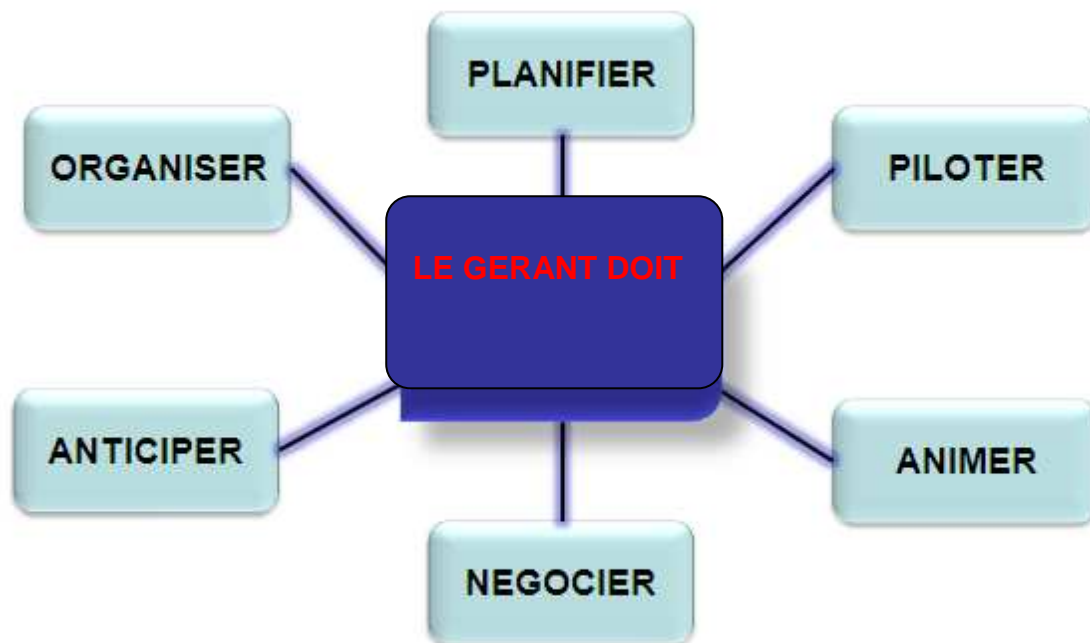 PLANIFIER
ORGANISER
PILOTER
LE GERANT DOIT
ANTICIPER
ANIMER
NEGOCIER